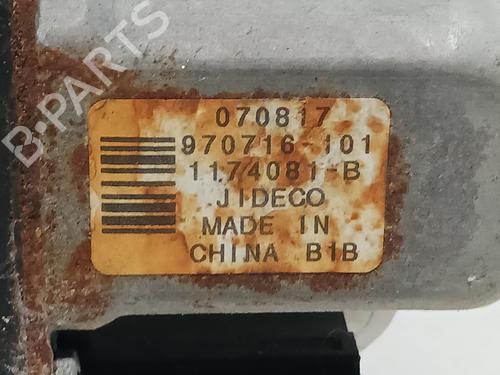 B-PARTS
070817
970716-101
1174081-B
JIDECO
MADE IN
CHINA B1B